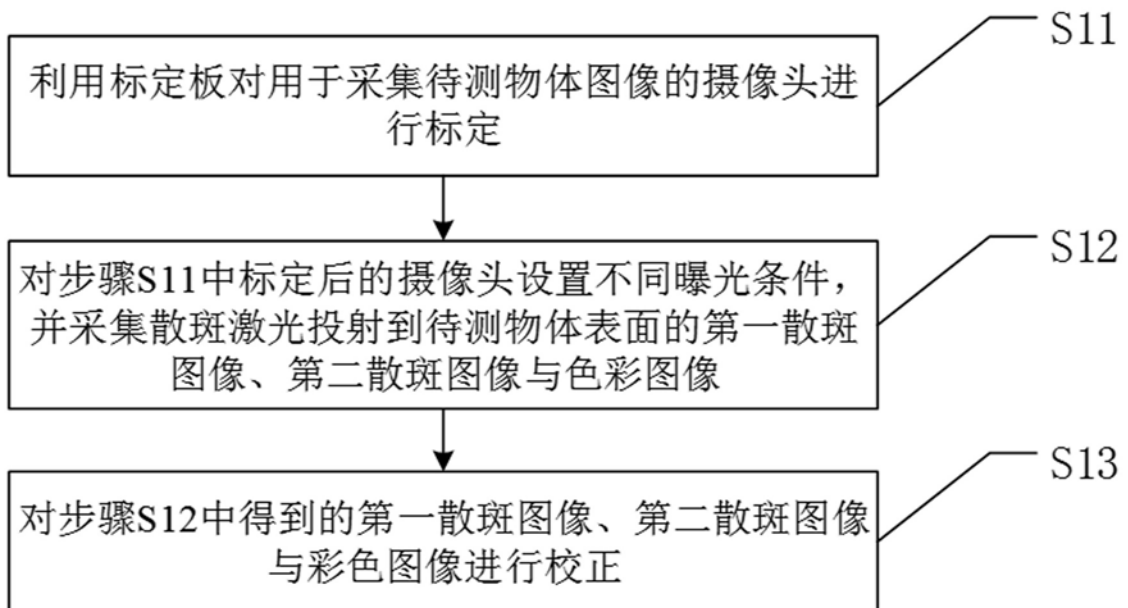 S11
利用标定板对用于采集待测物体图像的摄像头进
行标定
S12
对步骤S11中标定后的摄像头设置不同曝光条件，
并采集散斑激光投射到待测物体表面的第一散斑
图像、第二散斑图像与色彩图像
S13
对步骤S12中得到的第一散斑图像、第二散斑图像
与彩色图像进行校正